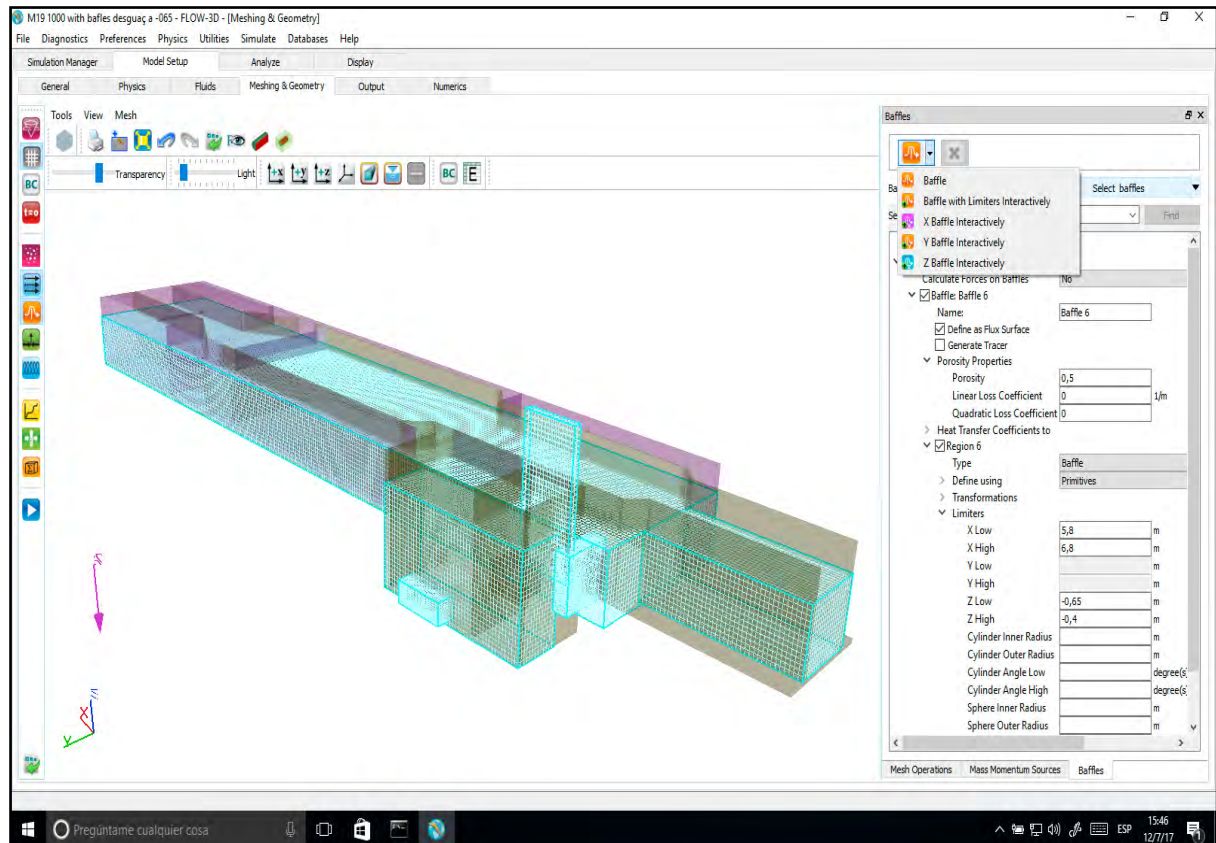 M19 1000 with bafles desguaç a -065 - FLOW-3D - [Meshing & Geometry]
File Diagnostics Preferences Physics Utilities Simulate Databases Help
Simulation Manager Model Setup Analyze Display
General Physics Fluids Meshing & Geometry Output Numerics
Tools View Mesh
Transparency Light +x +y +z BC E
BC
t=0
x
y
Baffles
Baffle
Baffle with Limiters Interactively
X Baffle Interactively
Y Baffle Interactively
Z Baffle Interactively
Ba Select baffles
Se Find
Calculate Forces on Baffles No
Baffle: Baffle 6
Name: Baffle 6
Define as Flux Surface
Generate Tracer
Porosity Properties
Porosity 0,5
Linear Loss Coefficient 0 1/m
Quadratic Loss Coefficient 0
Heat Transfer Coefficients to
Region 6
Type Baffle
Define using Primitives
Transformations
Limiters
X Low 5,8 m
X High 6,8 m
Y Low m
Y High m
Z Low -0,65 m
Z High -0,4 m
Cylinder Inner Radius m
Cylinder Outer Radius m
Cylinder Angle Low degree(s
Cylinder Angle High degree(s
Sphere Inner Radius m
Sphere Outer Radius m
Mesh Operations Mass Momentum Sources Baffles
Pregúntame cualquier cosa
ESP 15:46
12/7/17
1